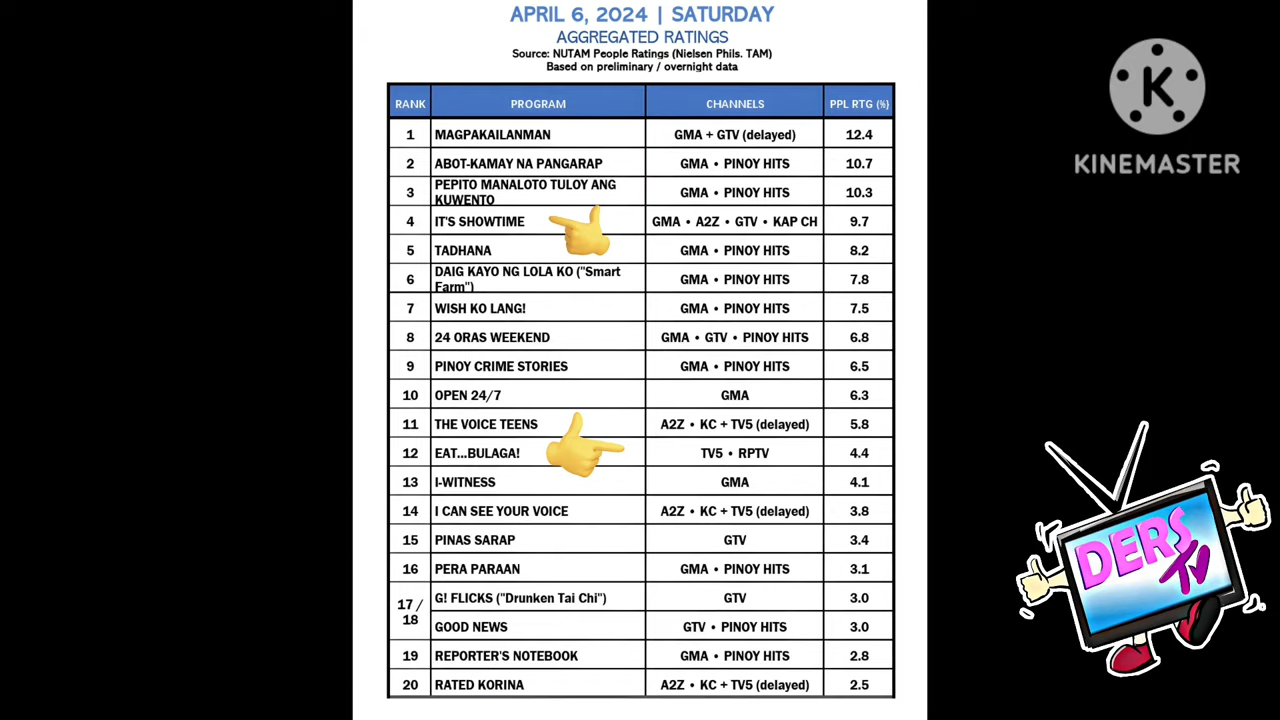 APRIL 6, 2024 | SATURDAY
AGGREGATED RATINGS
Source: NUTAM People Ratings (Nielsen Phils. TAM)
Based on preliminary / overnight data
RANK PROGRAM CHANNELS PPL RTG (%)
1 MAGPAKAILANMAN GMA + GTV (delayed) 12.4
2 ABOT-KAMAY NA PANGARAP GMA • PINOY HITS 10.7
3 PEPITO MANALOTO TULOY ANG KUWENTO GMA • PINOY HITS 10.3
4 IT'S SHOWTIME GMA • A2Z • GTV • KAP CH 9.7
5 TADHANA GMA • PINOY HITS 8.2
6 DAIG KAYO NG LOLA KO ("Smart Farm") GMA • PINOY HITS 7.8
7 WISH KO LANG! GMA • PINOY HITS 7.5
8 24 ORAS WEEKEND GMA • GTV • PINOY HITS 6.8
9 PINOY CRIME STORIES GMA • PINOY HITS 6.5
10 OPEN 24/7 GMA 6.3
11 THE VOICE TEENS A2Z • KC + TV5 (delayed) 5.8
12 EAT...BULAGA! TV5 • RPTV 4.4
13 I-WITNESS GMA 4.1
14 I CAN SEE YOUR VOICE A2Z • KC + TV5 (delayed) 3.8
15 PINAS SARAP GTV 3.4
16 PERA PARAAN GMA • PINOY HITS 3.1
17 / 18 G! FLICKS ("Drunken Tai Chi") GTV 3.0
GOOD NEWS GTV • PINOY HITS 3.0
19 REPORTER'S NOTEBOOK GMA • PINOY HITS 2.8
20 RATED KORINA A2Z • KC + TV5 (delayed) 2.5
K
KINEMASTER
DERS
TV